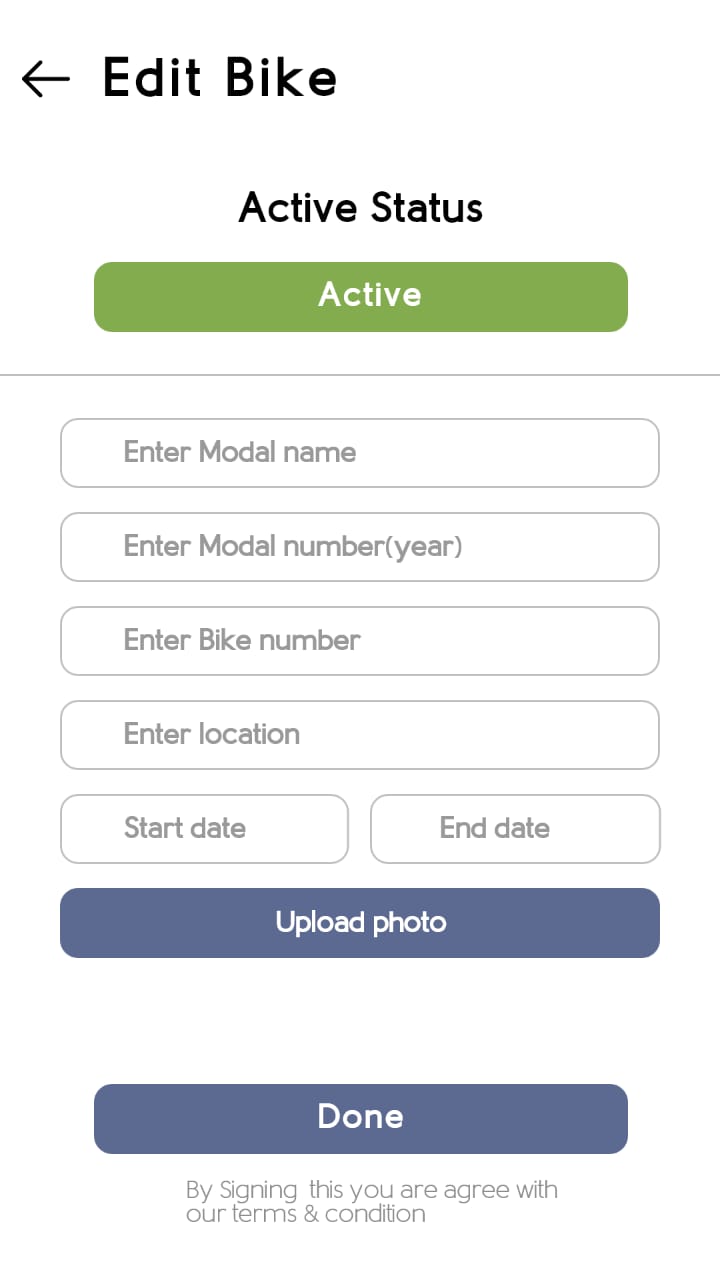 Edit Bike
Active Status
Active
Enter Modal name
Enter Modal number(year)
Enter Bike number
Enter location
Start date
End date
Upload photo
Done
By Signing  this you are agree with
our terms & condition